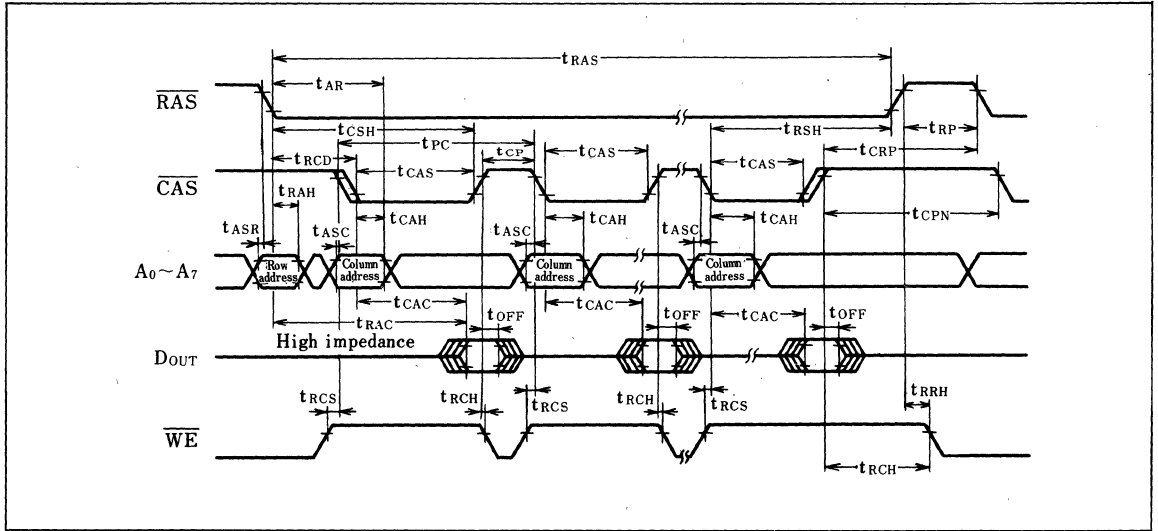 tRAS
tAR
RAS
tCSH
tRSH
tRP
tPC
tRCD
tCP
tCAS
tCRP
tCAS
tCAS
CAS
tRAH
tCAH
tCAH
tCAH
tCPN
tASR
tASC
tASC
tASC
A0~A7
Row address
Column address
Column address
Column address
tCAC
tCAC
tCAC
tRAC
tOFF
tOFF
tOFF
High impedance
DOUT
tRCS
tRCH
tRCS
tRCH
tRCS
tRRH
WE
tRCH